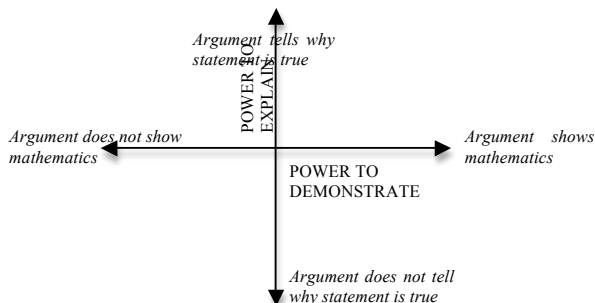 Argument tells why
statement is true
POWER TO
EXPLAIN
Argument does not show
mathematics
Argument shows
mathematics
POWER TO
DEMONSTRATE
Argument does not tell
why statement is true